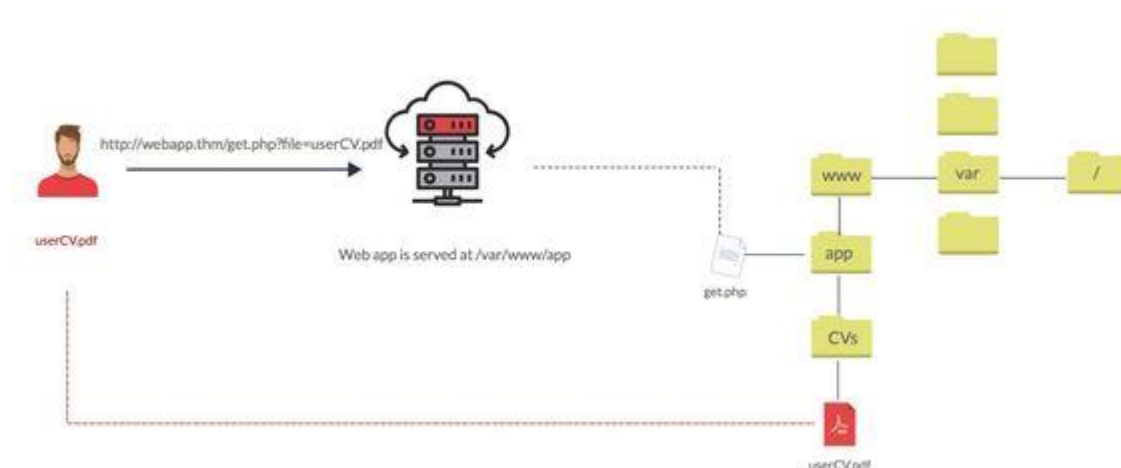 http://webapp.thm/get.php?file=userCV.pdf
www
var
/
userCV.pdf
Web app is served at /var/www/app
app
get.php
CVs
userCV.pdf